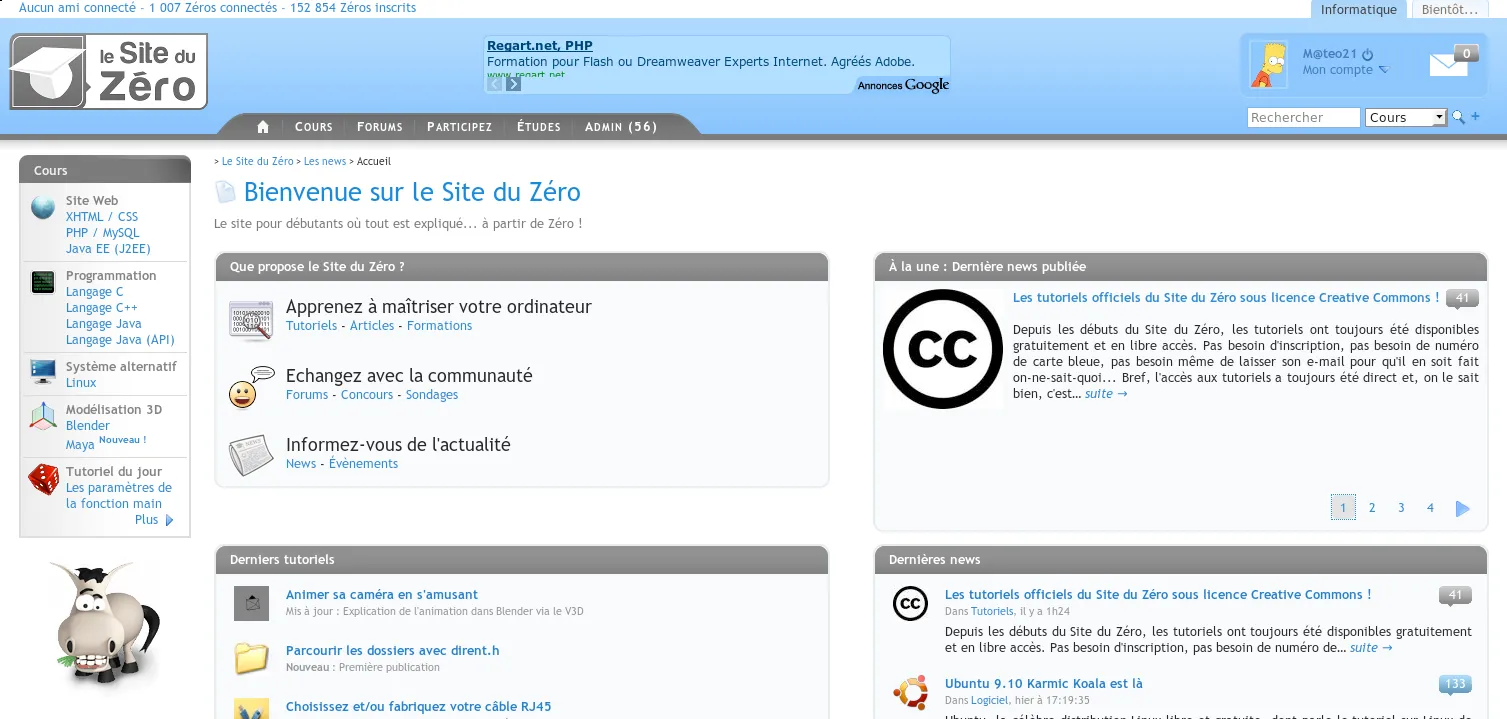 Aucun ami connecté - 1 007 Zéros connectés - 152 854 Zéros inscrits
Informatique
Bientôt...
le Site du
Zéro
Regart.net, PHP
Formation pour Flash ou Dreamweaver Experts Internet. Agréés Adobe.
www.regart.net
Annonces Google
M@teo21
Mon compte
0
Rechercher
Cours
+
Cours
Forums
Participez
Études
Admin (56)
Cours
Site Web
XHTML / CSS
PHP / MySQL
Java EE (J2EE)
Programmation
Langage C
Langage C++
Langage Java
Langage Java (API)
Système alternatif
Linux
Modélisation 3D
Blender
Maya Nouveau !
Tutoriel du jour
Les paramètres de
la fonction main
Plus
> Le Site du Zéro > Les news > Accueil
Bienvenue sur le Site du Zéro
Le site pour débutants où tout est expliqué... à partir de Zéro !
Que propose le Site du Zéro ?
Apprenez à maîtriser votre ordinateur
Tutoriels - Articles - Formations
Echangez avec la communauté
Forums - Concours - Sondages
NEWS
Informez-vous de l'actualité
News - Évènements
À la une : Dernière news publiée
cc
Les tutoriels officiels du Site du Zéro sous licence Creative Commons !
41
Depuis les débuts du Site du Zéro, les tutoriels ont toujours été disponibles
gratuitement et en libre accès. Pas besoin d'inscription, pas besoin de numéro
de carte bleue, pas besoin même de laisser son e-mail pour qu'il en soit fait
on-ne-sait-quoi... Bref, l'accès aux tutoriels a toujours été direct et, on le sait
bien, c'est... suite →
1 2 3 4
Derniers tutoriels
Animer sa caméra en s'amusant
Mis à jour : Explication de l'animation dans Blender via le V3D
Parcourir les dossiers avec dirent.h
Nouveau : Première publication
Choisissez et/ou fabriquez votre câble RJ45
Dernières news
cc
Les tutoriels officiels du Site du Zéro sous licence Creative Commons !
41
Dans Tutoriels, il y a 1h24
Depuis les débuts du Site du Zéro, les tutoriels ont toujours été disponibles gratuitement
et en libre accès. Pas besoin d'inscription, pas besoin de numéro de... suite →
Ubuntu 9.10 Karmic Koala est là
133
Dans Logiciel, hier à 17:19:35